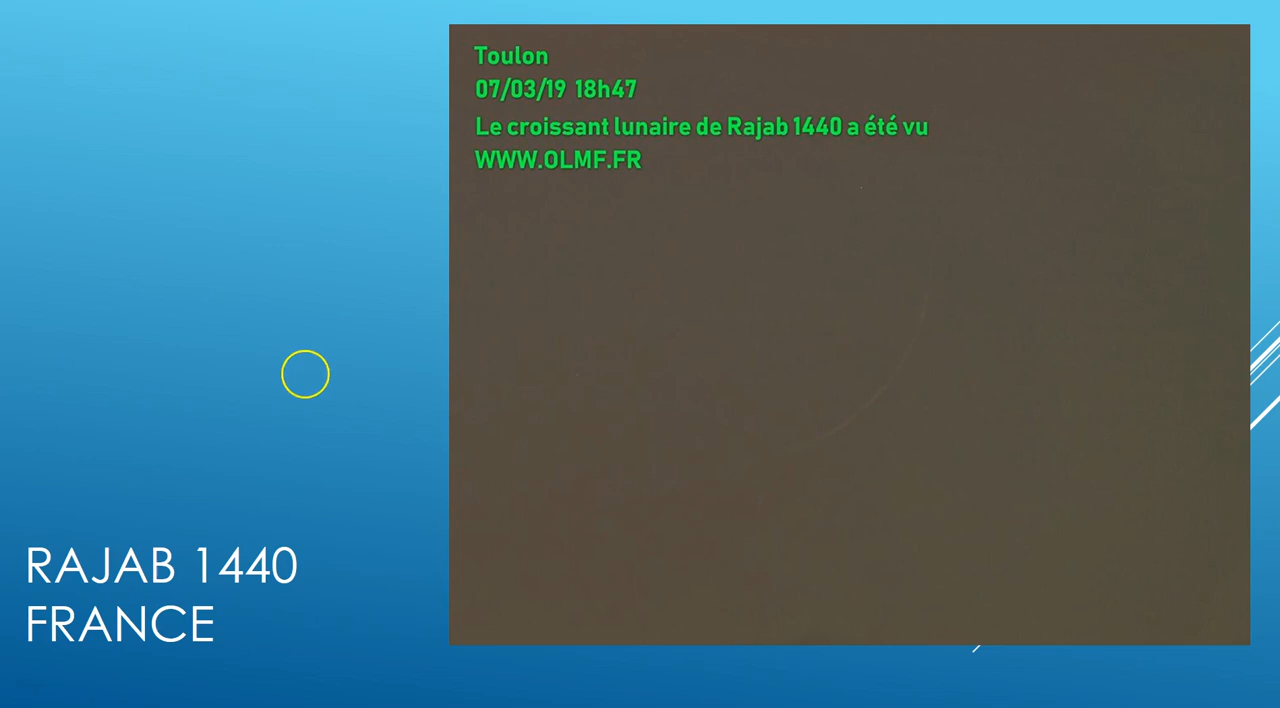 Toulon
07/03/19 18h47
Le croissant lunaire de Rajab 1440 a été vu
WWW.OLMF.FR
RAJAB 1440
FRANCE